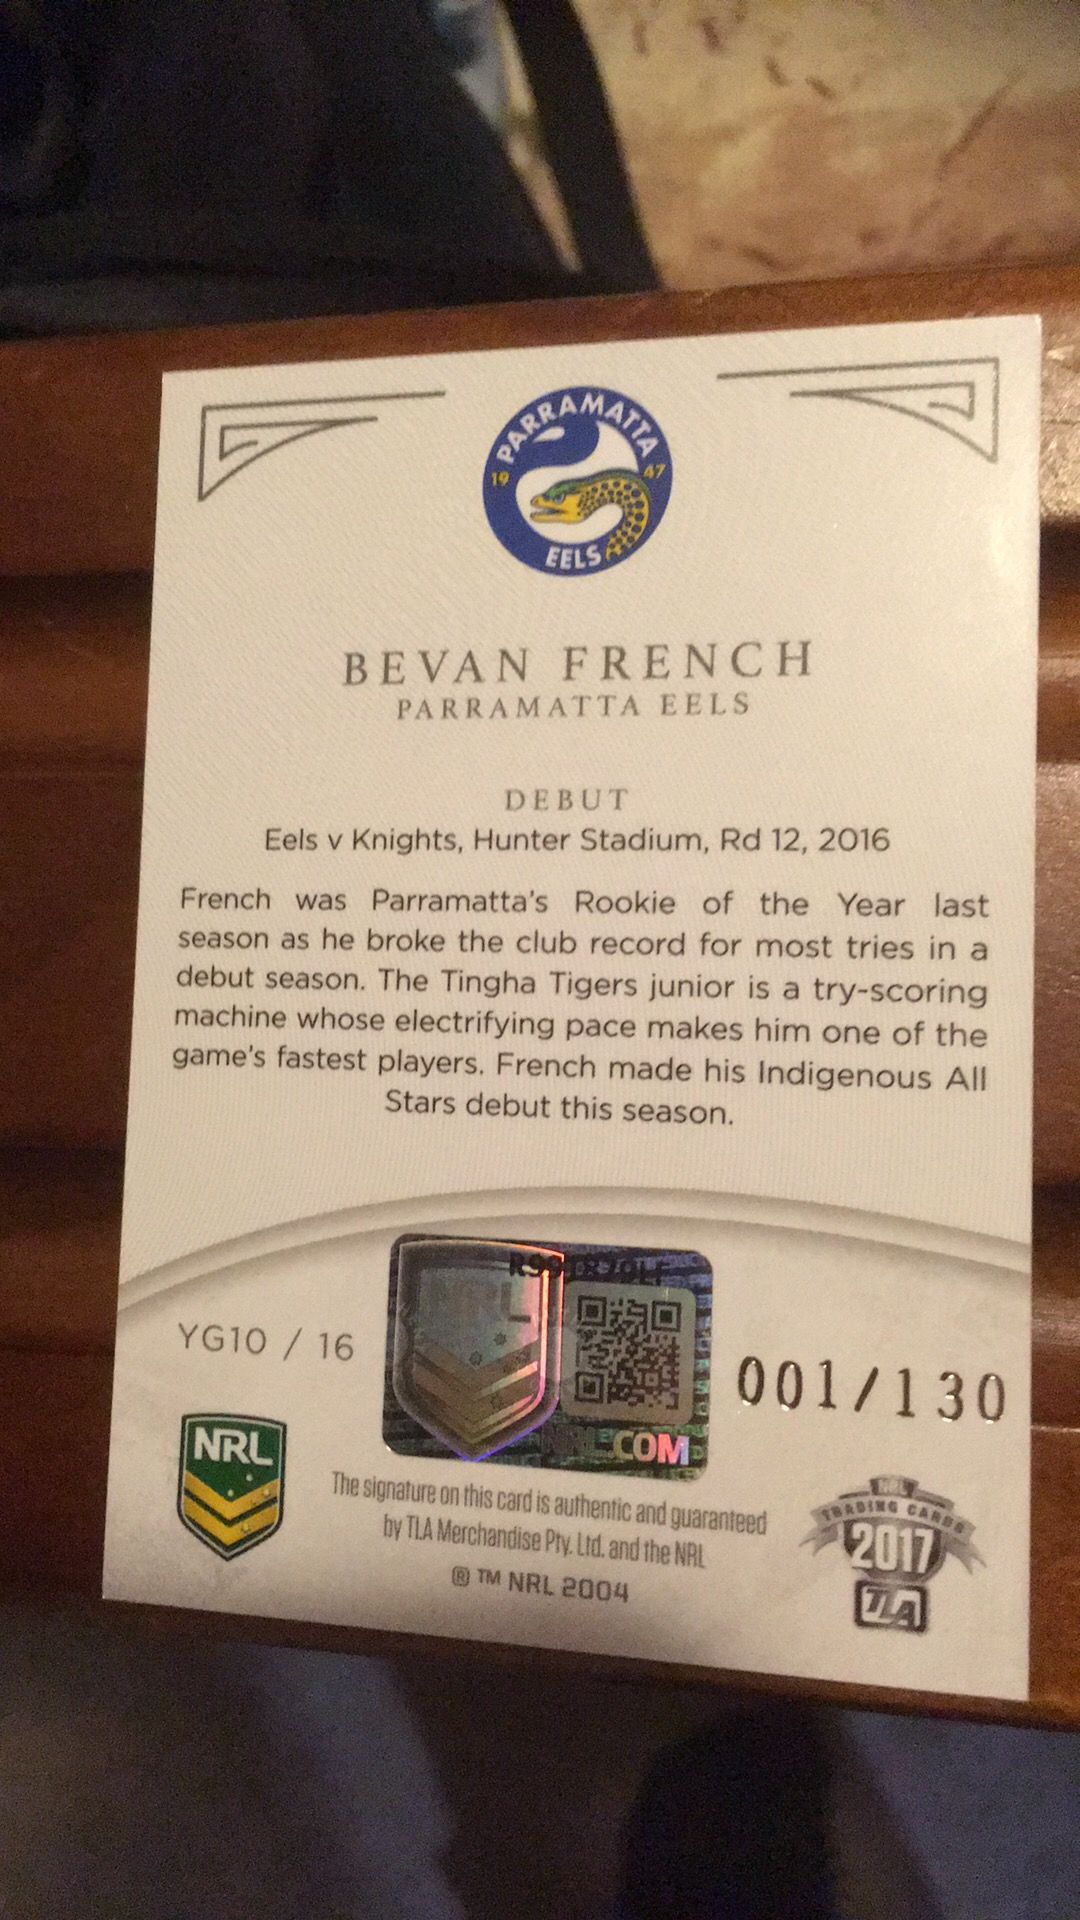 PARRAMATTA
19 47
EELS
BEVAN FRENCH
PARRAMATTA EELS
DEBUT
Eels v Knights, Hunter Stadium, Rd 12, 2016
French was Parramatta's Rookie of the Year last
season as he broke the club record for most tries in a
debut season. The Tingha Tigers junior is a try-scoring
machine whose electrifying pace makes him one of the
game's fastest players. French made his Indigenous All
Stars debut this season.
YG10 / 16
NRL.COM
001/130
NRL
The signature on this card is authentic and guaranteed
by TLA Merchandise Pty. Ltd. and the NRL
® TM NRL 2004
NRL
TRADING CARDS
2017
TLA